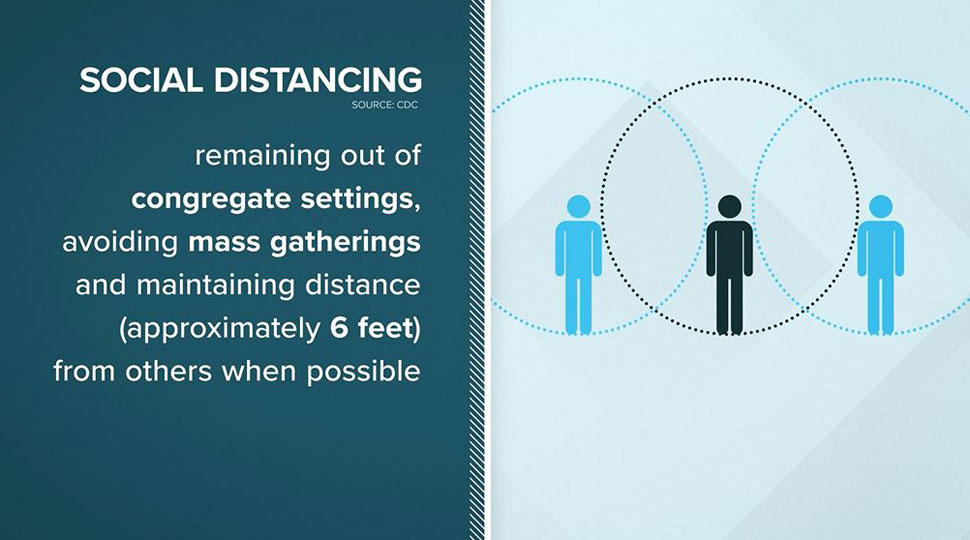 SOCIAL DISTANCING
SOURCE: CDC
remaining out of
congregate settings,
avoiding mass gatherings
and maintaining distance
(approximately 6 feet)
from others when possible